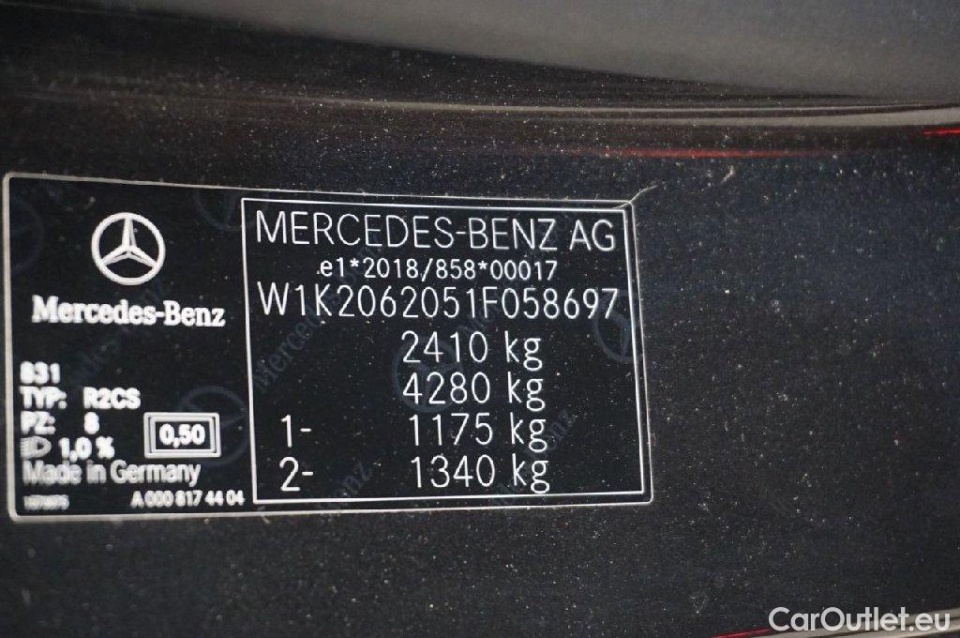 Mercedes-Benz
831
TYP: R2CS
PZ: 8
1,0 %
0,50
Made in Germany
A 000 817 44 04
MERCEDES-BENZ AG
e1*2018/858*00017
W1K2062051F058697
2410 kg
4280 kg
1- 1175 kg
2- 1340 kg
CarOutlet.eu